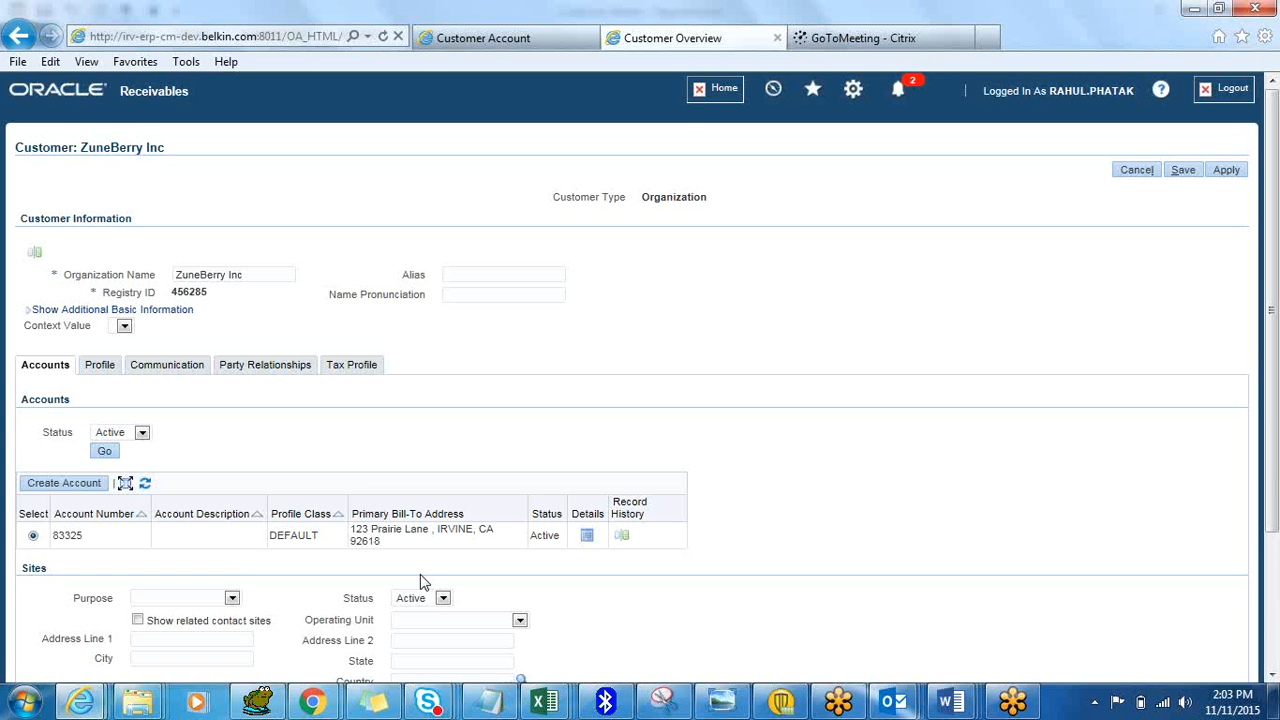 http://irv-erp-cm-dev.belkin.com:8011/OA_HTML/
Customer Account
Customer Overview
GoToMeeting - Citrix
File Edit View Favorites Tools Help
ORACLE Receivables
Home
2
Logged In As RAHUL.PHATAK
Logout
Customer: ZuneBerry Inc
Cancel Save Apply
Customer Type Organization
Customer Information
* Organization Name ZuneBerry Inc Alias
* Registry ID 456285 Name Pronunciation
Show Additional Basic Information
Context Value
Accounts Profile Communication Party Relationships Tax Profile
Accounts
Status Active
Go
Create Account
Select Account Number Account Description Profile Class Primary Bill-To Address Status Details Record History
83325 DEFAULT 123 Prairie Lane , IRVINE, CA 92618 Active
Sites
Purpose Status Active
Show related contact sites Operating Unit
Address Line 1 Address Line 2
City State
Country
2:03 PM
11/11/2015